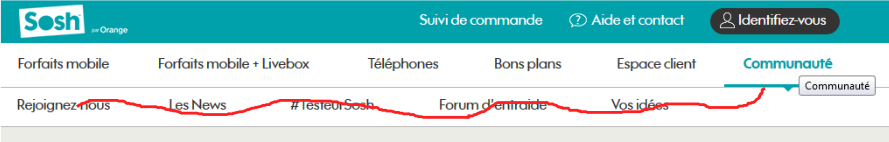 Sosh par Orange Suivi de commande Aide et contact Identifiez-vous
Forfaits mobile Forfaits mobile + Livebox Téléphones Bons plans Espace client Communauté
Communauté
Rejoignez-nous Les News #TesteurSosh Forum d'entraide Vos idées